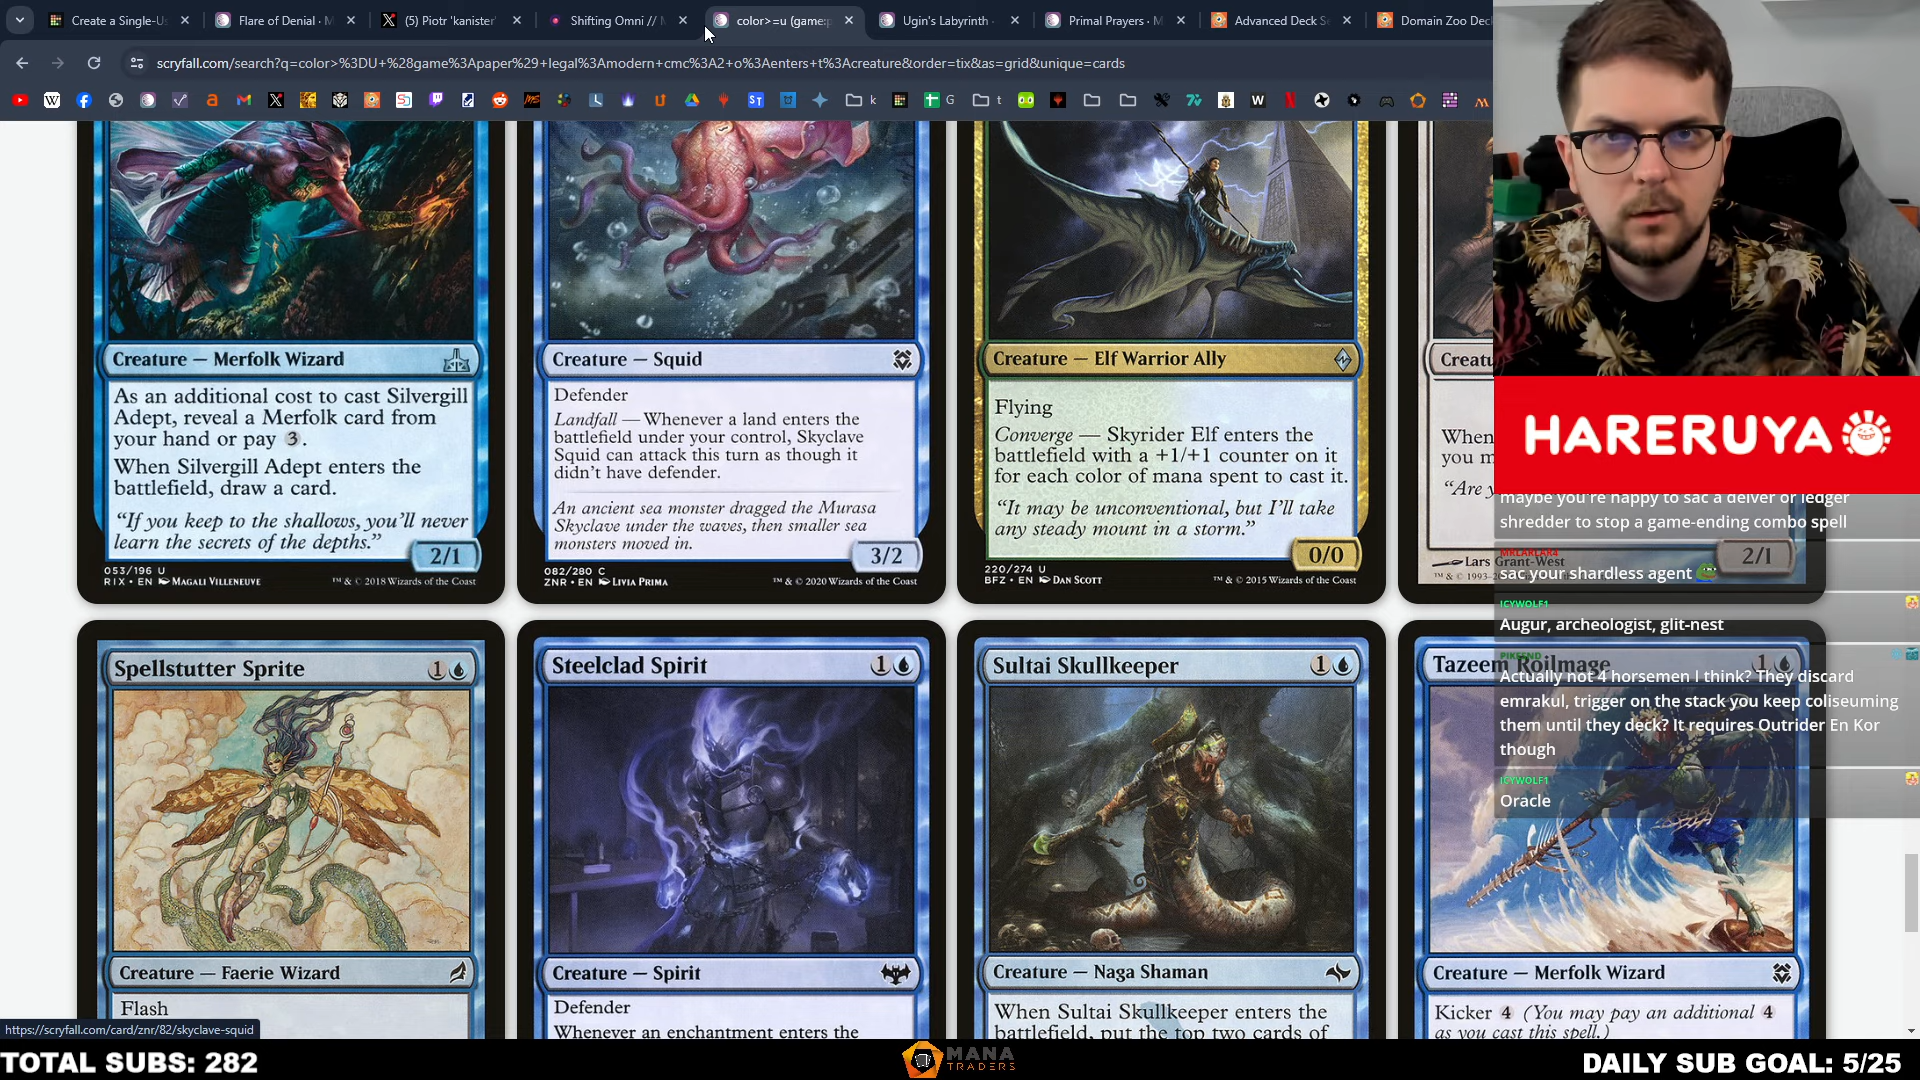 Create a Single-Us
Flare of Denial · M
(5) Piotr 'kanister'
Shifting Omni // M
color>=u (game:p
Ugin's Labyrinth ·
Primal Prayers · M
Advanced Deck Se
Domain Zoo Deck
scryfall.com/search?q=color>%3DU+%28game%3Apaper%29+legal%3Amodern+cmc%3A2+o%3Aenters+t%3Acreature&order=tix&as=grid&unique=cards
k
G
t
Creature — Merfolk Wizard
As an additional cost to cast Silvergill
Adept, reveal a Merfolk card from
your hand or pay 3.
When Silvergill Adept enters the
battlefield, draw a card.
"If you keep to the shallows, you'll never
learn the secrets of the depths."
2/1
053/196 U
RIX • EN MAGALI VILLENEUVE
™ & © 2018 Wizards of the Coast
Creature — Squid
Defender
Landfall — Whenever a land enters the
battlefield under your control, Skyclave
Squid can attack this turn as though it
didn't have defender.
An ancient sea monster dragged the Murasa
Skyclave under the waves, then smaller sea
monsters moved in.
3/2
082/280 C
ZNR • EN LIVIA PRIMA
™ & © 2020 Wizards of the Coast
Creature — Elf Warrior Ally
Flying
Converge — Skyrider Elf enters the
battlefield with a +1/+1 counter on it
for each color of mana spent to cast it.
"It may be unconventional, but I'll take
any steady mount in a storm."
0/0
220/274 U
BFZ • EN DAN SCOTT
™ & © 2015 Wizards of the Coast
Creatu
When
you m
"Are y
Lars Grant-West
2/1
HARERUYA
maybe you're happy to sac a delver or ledger
shredder to stop a game-ending combo spell
MRLARLAR4
sac your shardless agent
ICYWOLF1
Augur, archeologist, glit-nest
Actually not 4 horsemen I think? They discard
emrakul, trigger on the stack you keep coliseuming
them until they deck? It requires Outrider En Kor
though
ICYWOLF1
Oracle
Spellstutter Sprite 1
Creature — Faerie Wizard
Flash
Steelclad Spirit 1
Creature — Spirit
Defender
Whenever an enchantment enters the
Sultai Skullkeeper 1
Creature — Naga Shaman
When Sultai Skullkeeper enters the
battlefield, put the top two cards of
Tazeem Roilmage 1
Creature — Merfolk Wizard
Kicker 4 (You may pay an additional 4
as you cast this spell.)
https://scryfall.com/card/znr/82/skyclave-squid
TOTAL SUBS: 282
MANA
TRADERS
DAILY SUB GOAL: 5/25